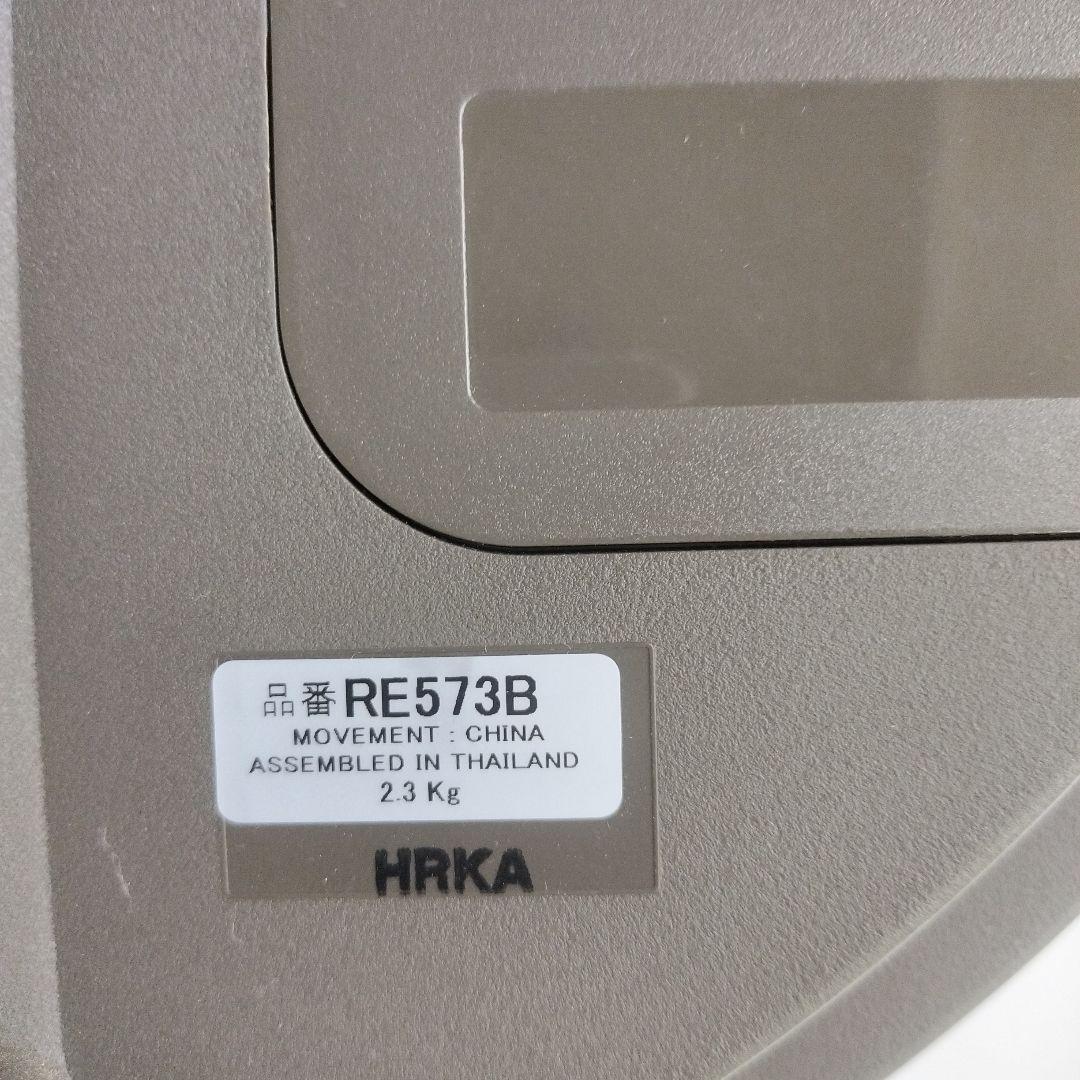 品番RE573B
MOVEMENT : CHINA
ASSEMBLED IN THAILAND
2.3 Kg
HRKA